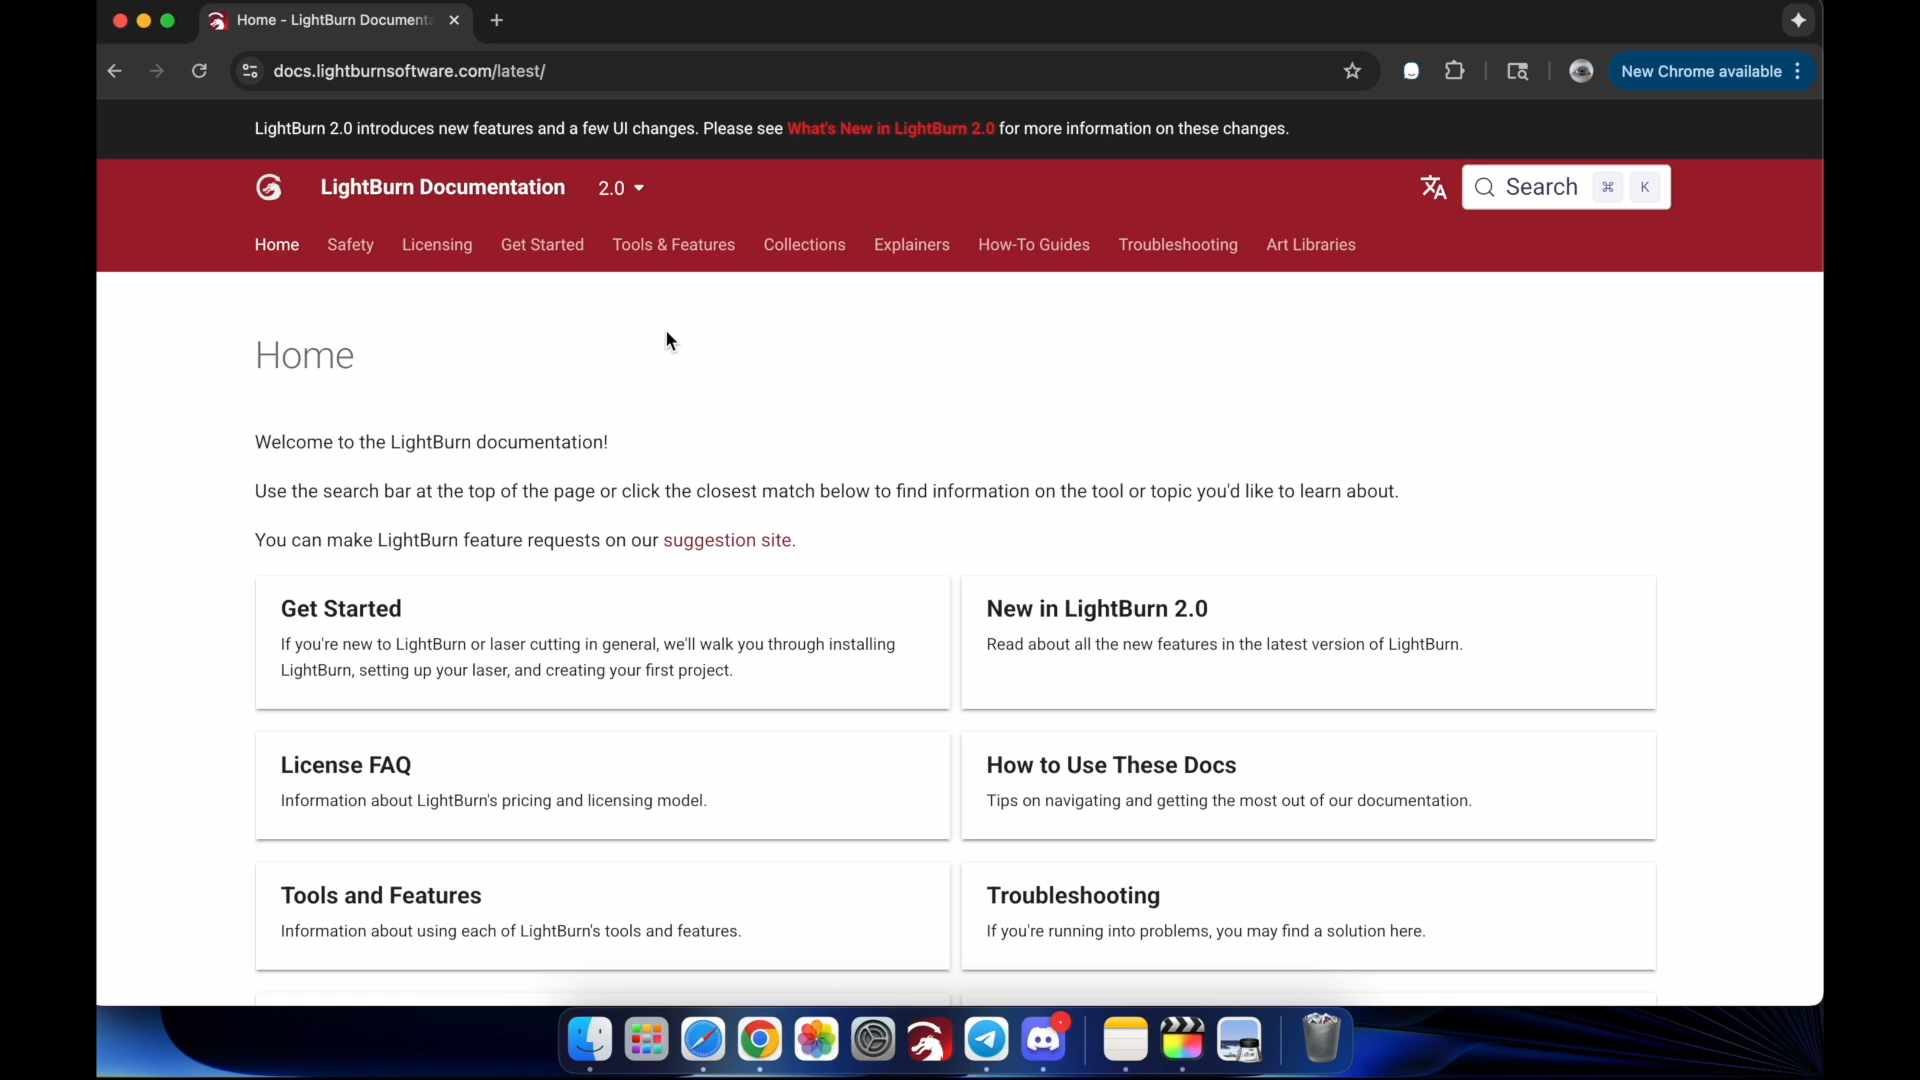 Home - LightBurn Documenta
docs.lightburnsoftware.com/latest/
New Chrome available
LightBurn 2.0 introduces new features and a few UI changes. Please see What's New in LightBurn 2.0 for more information on these changes.
LightBurn Documentation 2.0
Search ⌘ K
Home Safety Licensing Get Started Tools & Features Collections Explainers How-To Guides Troubleshooting Art Libraries
Home
Welcome to the LightBurn documentation!
Use the search bar at the top of the page or click the closest match below to find information on the tool or topic you'd like to learn about.
You can make LightBurn feature requests on our suggestion site.
Get Started
If you're new to LightBurn or laser cutting in general, we'll walk you through installing
LightBurn, setting up your laser, and creating your first project.
New in LightBurn 2.0
Read about all the new features in the latest version of LightBurn.
License FAQ
Information about LightBurn's pricing and licensing model.
How to Use These Docs
Tips on navigating and getting the most out of our documentation.
Tools and Features
Information about using each of LightBurn's tools and features.
Troubleshooting
If you're running into problems, you may find a solution here.